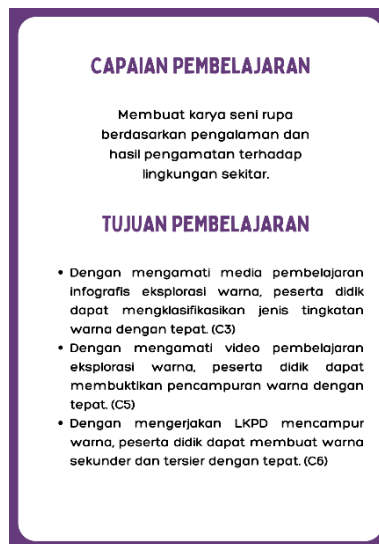 CAPAIAN PEMBELAJARAN
Membuat karya seni rupa
berdasarkan pengalaman dan
hasil pengamatan terhadap
lingkungan sekitar.
TUJUAN PEMBELAJARAN
• Dengan mengamati media pembelajaran
infografis eksplorasi warna, peserta didik
dapat mengklasifikasikan jenis tingkatan
warna dengan tepat. (C3)
• Dengan mengamati video pembelajaran
eksplorasi warna, peserta didik dapat
membuktikan pencampuran warna dengan
tepat. (C5)
• Dengan mengerjakan LKPD mencampur
warna, peserta didik dapat membuat warna
sekunder dan tersier dengan tepat. (C6)